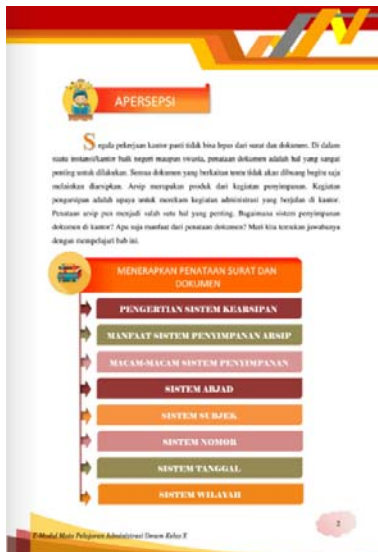 APERSEPSI
Segala pekerjaan kantor pasti tidak bisa lepas dari surat dan dokumen. Di dalam
suatu instansi/kantor baik negeri maupun swasta, penataan dokumen adalah hal yang sangat
penting untuk dilakukan. Semua dokumen yang berkaitan tentu tidak akan dibuang begitu saja
melainkan diarsipkan. Arsip merupakan produk dari kegiatan penyimpanan. Kegiatan
pengarsipan adalah upaya untuk merekam kegiatan administrasi yang berjalan di kantor.
Penataan arsip pun menjadi salah satu hal yang penting. Bagaimana sistem penyimpanan
dokumen di kantor? Apa saja manfaat dari penataan dokumen? Mari kita temukan jawabannya
dengan mempelajari bab ini.
MENERAPKAN PENATAAN SURAT DAN
DOKUMEN
PENGERTIAN SISTEM KEARSIPAN
MANFAAT SISTEM PENYIMPANAN ARSIP
MACAM-MACAM SISTEM PENYIMPANAN
SISTEM ABJAD
SISTEM SUBJEK
SISTEM NOMOR
SISTEM TANGGAL
SISTEM WILAYAH
2
E-Modul Mata Pelajaran Administrasi Umum Kelas X